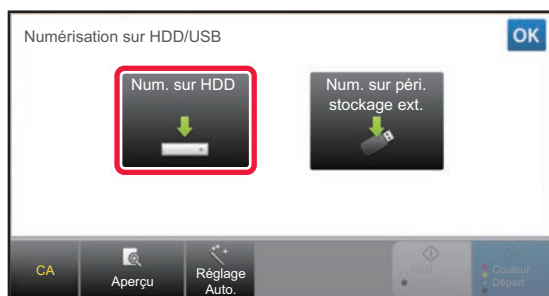 Numérisation sur HDD/USB
OK
Num. sur HDD
Num. sur péri.
stockage ext.
CA
Aperçu
Réglage
Auto.
N&B
Couleur
Départ